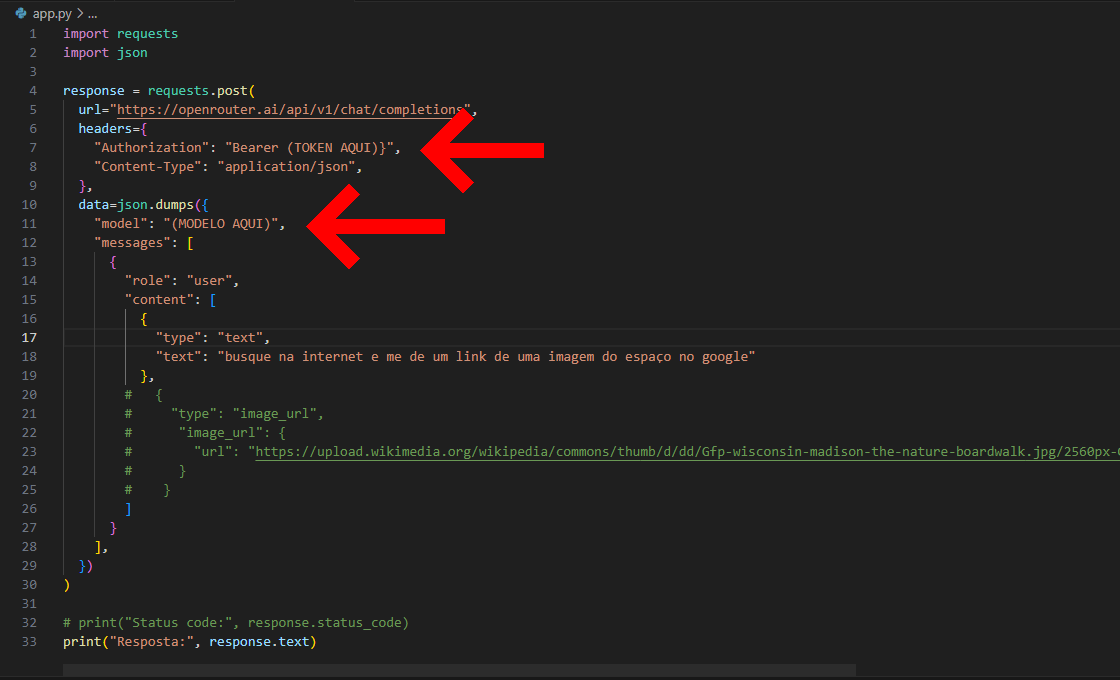 app.py > ...
1 import requests
2 import json
3
4 response = requests.post(
5   url="https://openrouter.ai/api/v1/chat/completions",
6   headers={
7     "Authorization": "Bearer (TOKEN AQUI)}",
8     "Content-Type": "application/json",
9   },
10   data=json.dumps({
11     "model": "(MODELO AQUI)",
12     "messages": [
13       {
14         "role": "user",
15         "content": [
16           {
17             "type": "text",
18             "text": "busque na internet e me de um link de uma imagem do espaço no google"
19           },
20         #   {
21         #     "type": "image_url",
22         #      "image_url": {
23         #        "url": "https://upload.wikimedia.org/wikipedia/commons/thumb/d/dd/Gfp-wisconsin-madison-the-nature-boardwalk.jpg/2560px-
24         #      }
25         #    }
26         ]
27       }
28     ],
29   })
30 )
31
32 # print("Status code:", response.status_code)
33 print("Resposta:", response.text)